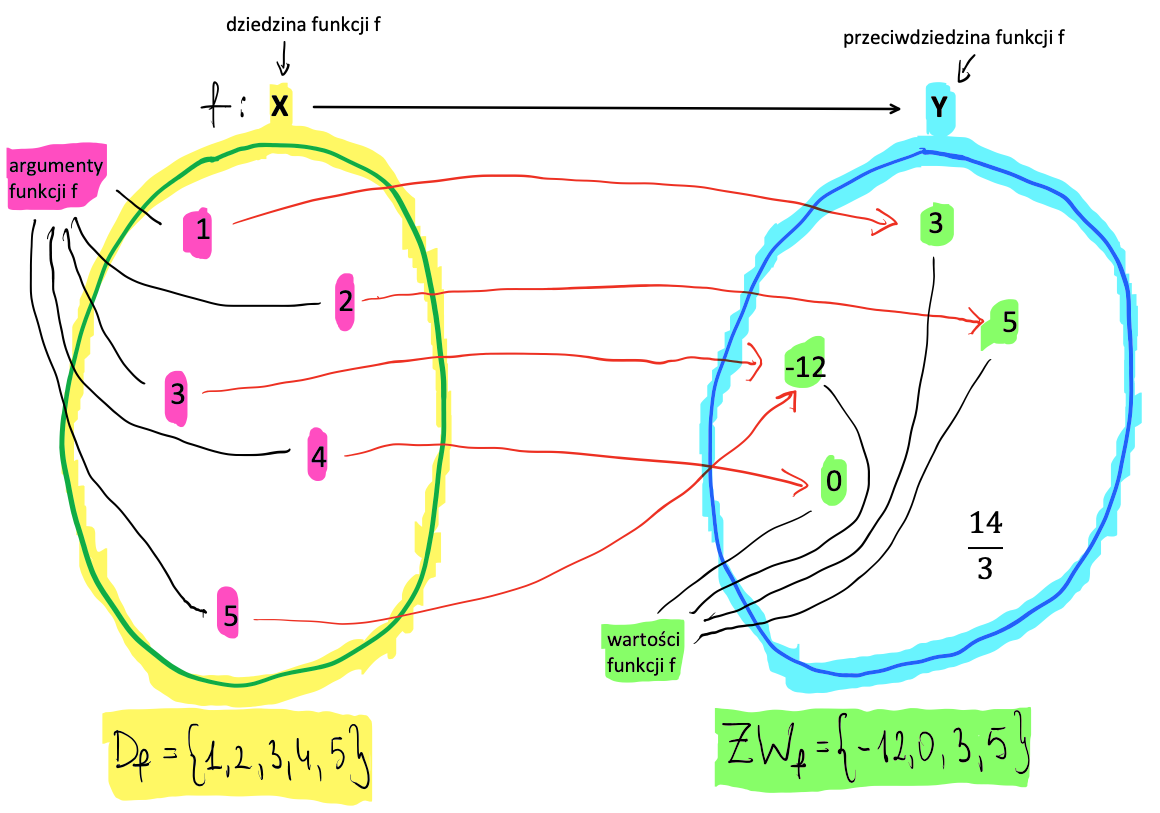 dziedzina funkcji f
przeciwdziedzina funkcji f
f: X
Y
argumenty
funkcji f
1
3
2
5
-12
3
4
0
14
3
5
wartości
funkcji f
Df = {1, 2, 3, 4, 5}
ZWf = {-12, 0, 3, 5}